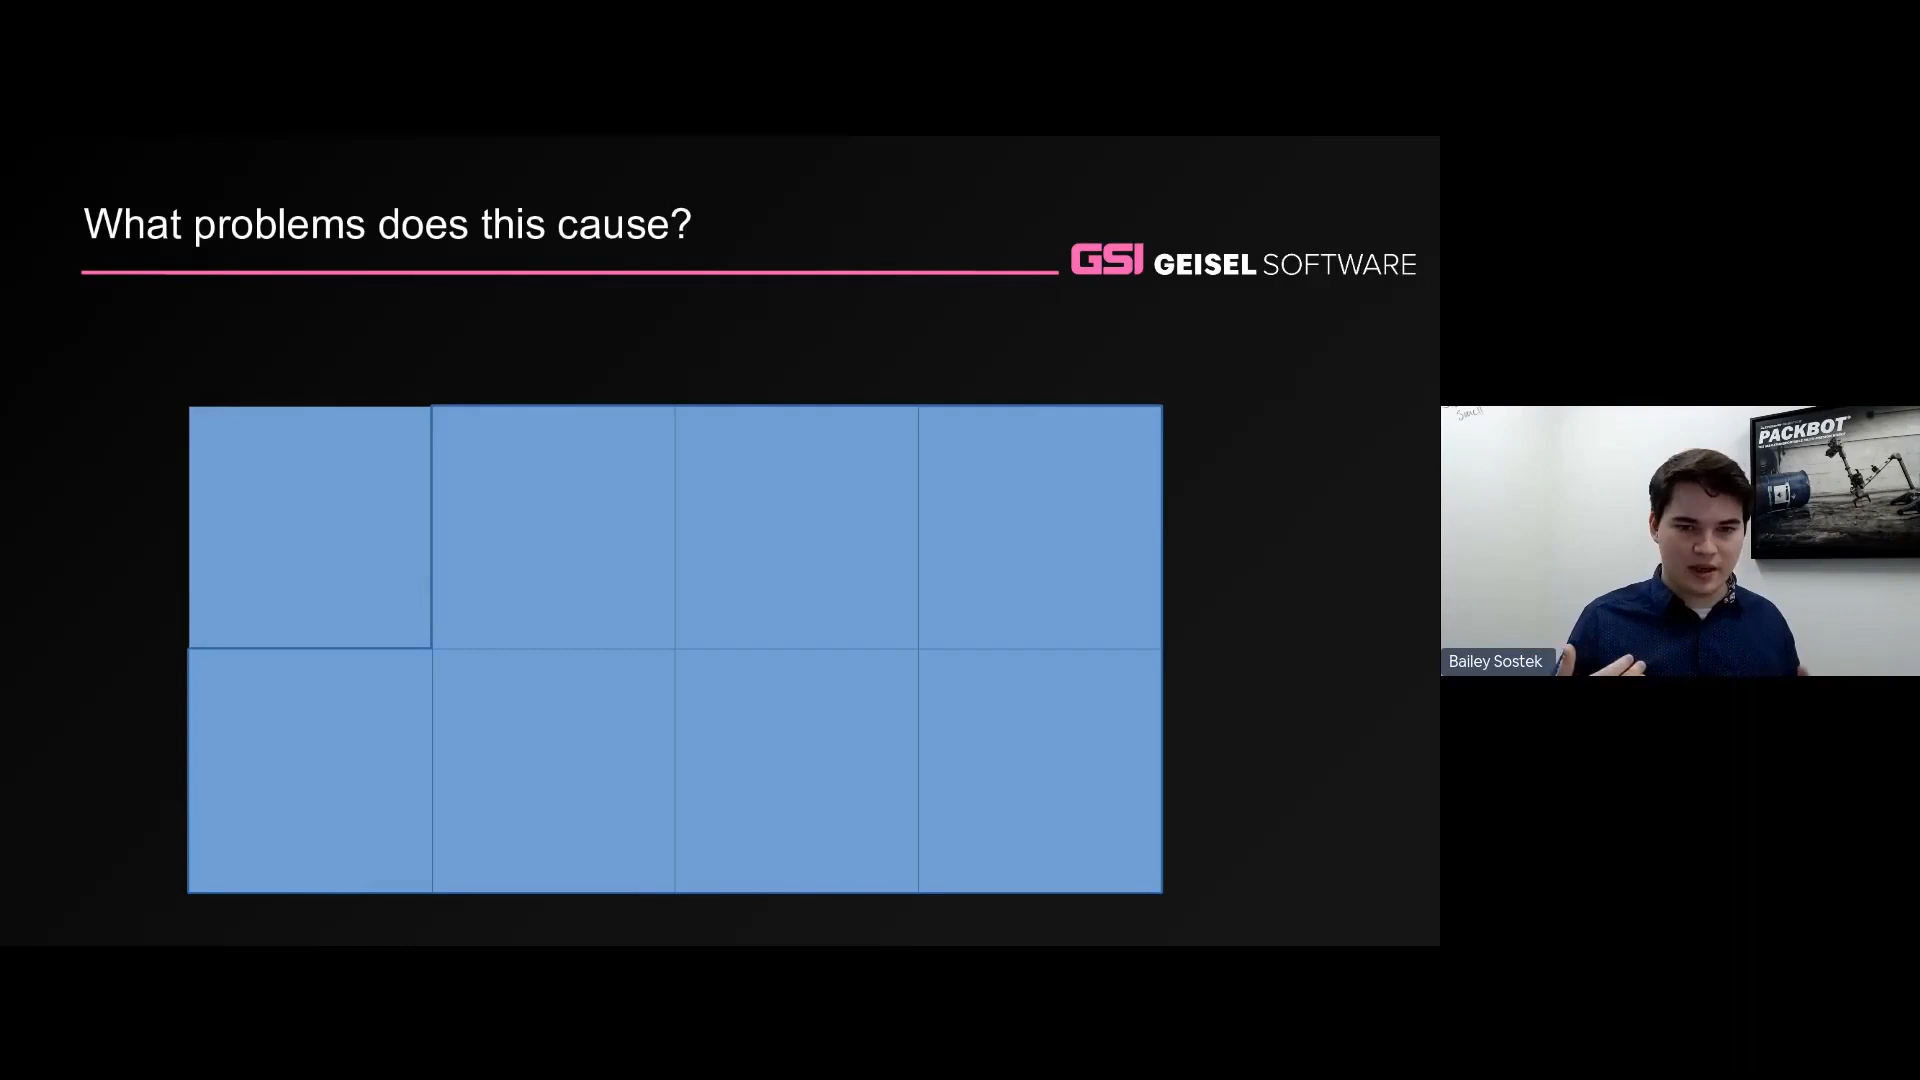 What problems does this cause?
GSI GEISEL SOFTWARE
PACKBOT
Bailey Sostek